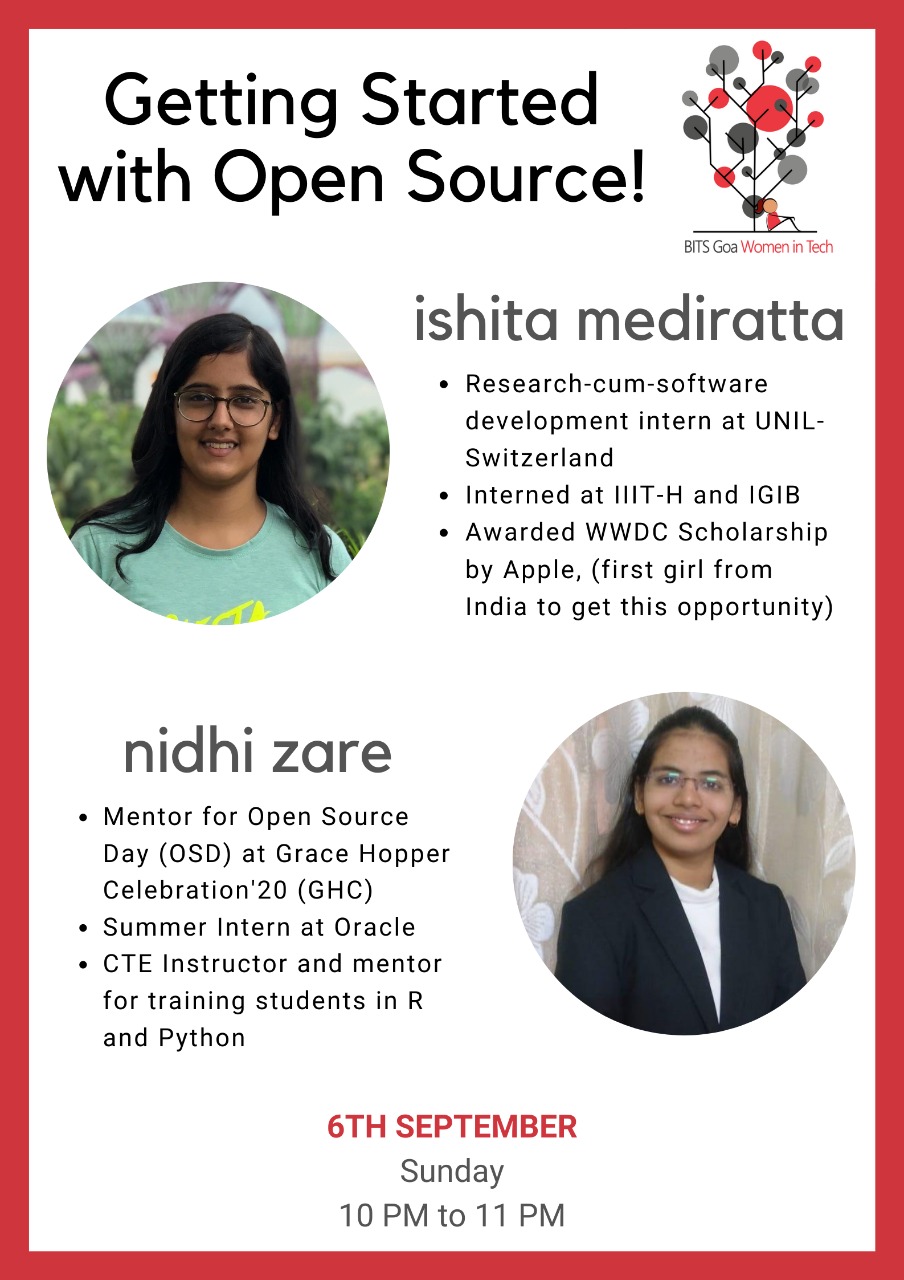 Getting Started
with Open Source!
BITS Goa Women in Tech
ishita mediratta
• Research-cum-software
development intern at UNIL-
Switzerland
• Interned at IIIT-H and IGIB
• Awarded WWDC Scholarship
by Apple, (first girl from
India to get this opportunity)
nidhi zare
• Mentor for Open Source
Day (OSD) at Grace Hopper
Celebration'20 (GHC)
• Summer Intern at Oracle
• CTE Instructor and mentor
for training students in R
and Python
6TH SEPTEMBER
Sunday
10 PM to 11 PM